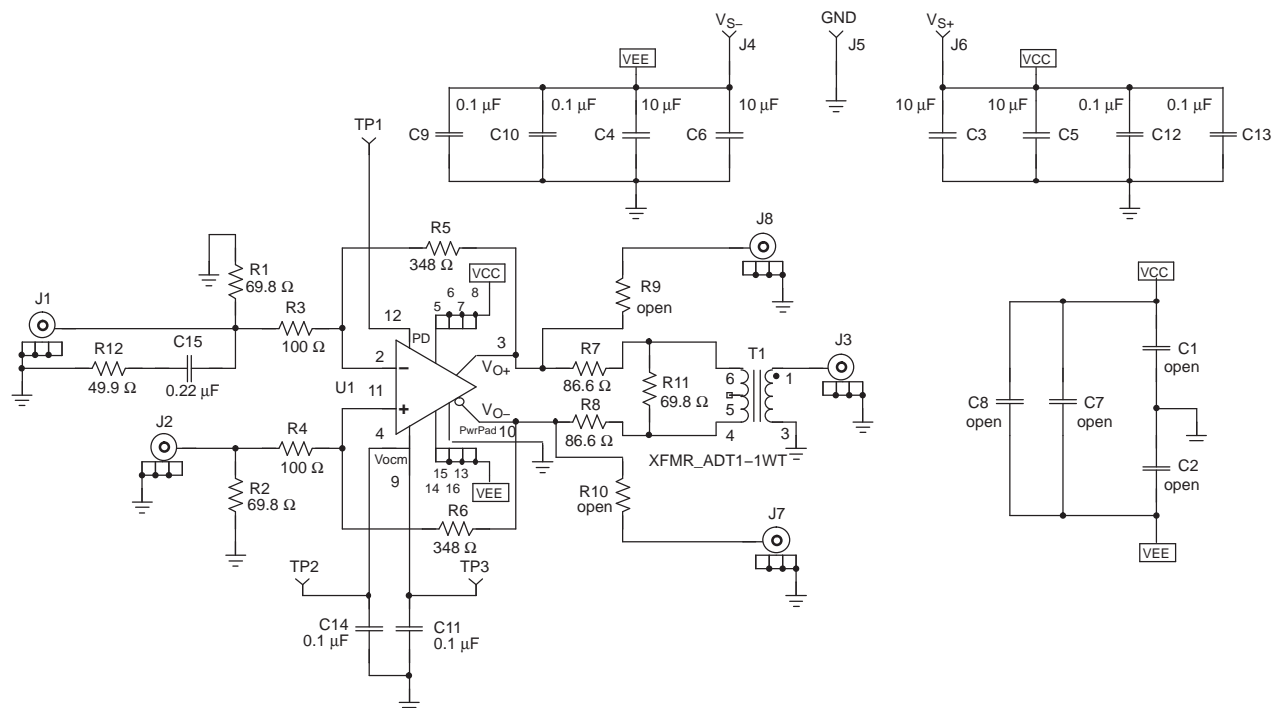 VS− GND VS+
J4 J5 J6
VEE VCC
0.1 µF 0.1 µF 10 µF 10 µF
10 µF 10 µF 0.1 µF 0.1 µF
C9 C10 C4 C6
C3 C5 C12 C13
TP1
R5
348 Ω
J8
VCC
R1
69.8 Ω
R9
open
6 8
5 7
J1
R3
100 Ω
12
PD
3
J3
R12
49.9 Ω
C15
0.22 µF
2
U1
11
VO+
R7
86.6 Ω
R11
69.8 Ω
T1
6 1
5
4 3
XFMR_ADT1−1WT
VO−
R8
86.6 Ω
PwrPad 10
J2
R4
100 Ω
4
Vocm
9
15 13
14 16
VEE
R2
69.8 Ω
R10
open
R6
348 Ω
J7
TP2 TP3
C14
0.1 µF
C11
0.1 µF
VCC
C1
open
C8
open
C7
open
C2
open
VEE